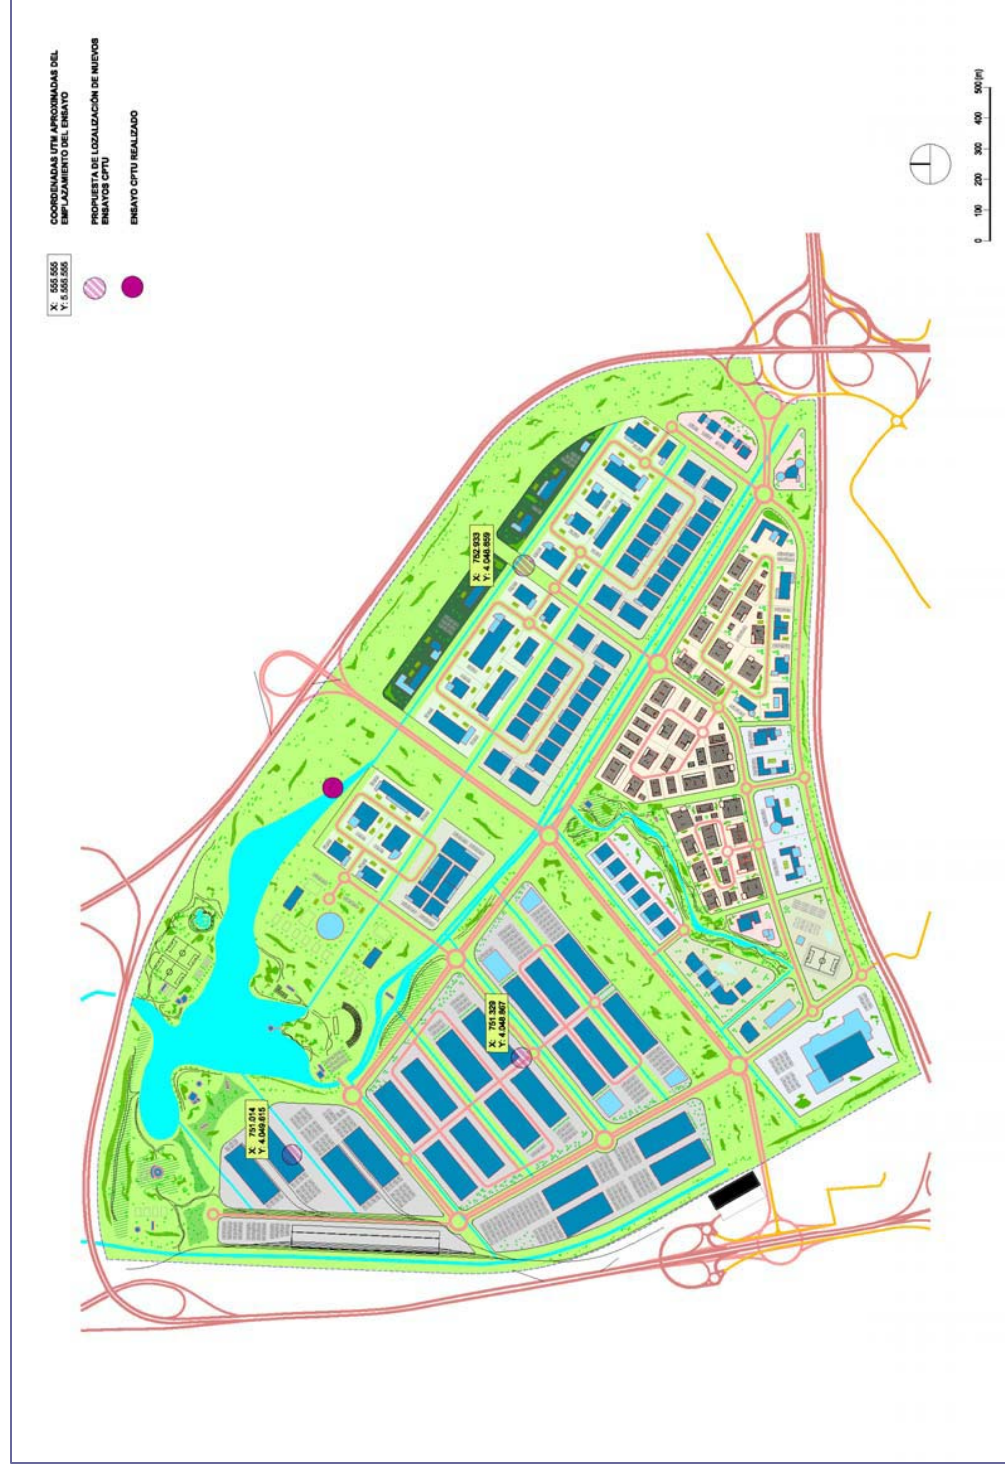 X: 555.555
Y: 5.555.555
COORDENADAS UTM APROXIMADAS DEL
EMPLAZAMIENTO DEL ENSAYO
PROPUESTA DE LOZALIZACIÓN DE NUEVOS
ENSAYOS CPTU
ENSAYO CPTU REALIZADO
X: 751.014
Y: 4.049.615
X: 751.329
Y: 4.048.867
X: 752.933
Y: 4.048.859
0 100 200 300 400 500 (m)